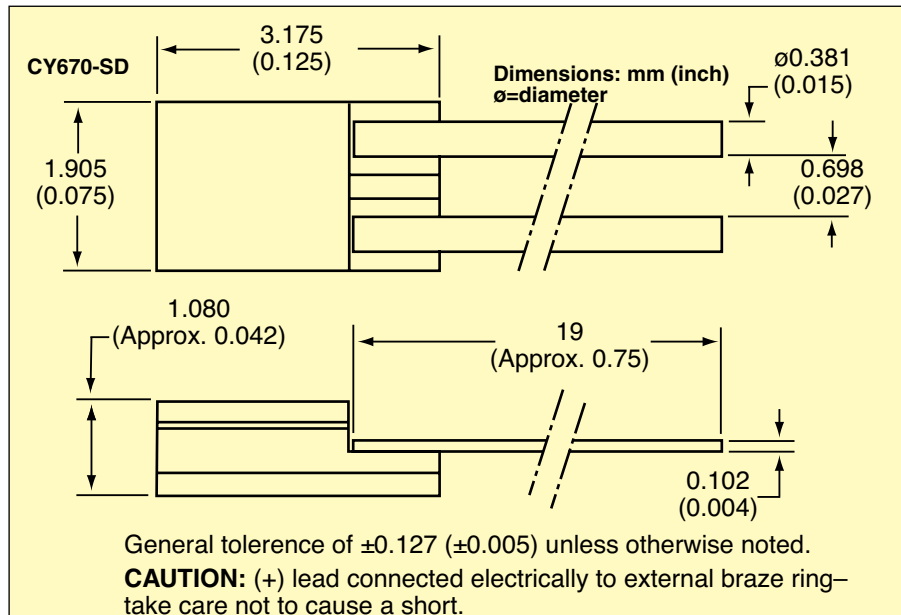 3.175
(0.125)
CY670-SD
Dimensions: mm (inch)
ø=diameter
ø0.381
(0.015)
1.905
(0.075)
0.698
(0.027)
1.080
(Approx. 0.042)
19
(Approx. 0.75)
0.102
(0.004)
General tolerence of ±0.127 (±0.005) unless otherwise noted.
CAUTION: (+) lead connected electrically to external braze ring–
take care not to cause a short.